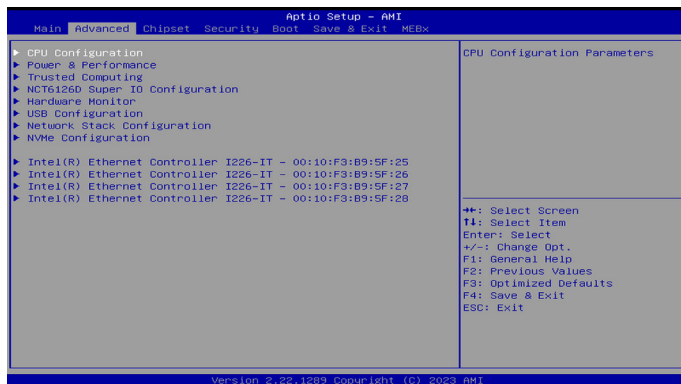 Aptio Setup – AMI
Main Advanced Chipset Security Boot Save & Exit MEBx
▶ CPU Configuration
▶ Power & Performance
▶ Trusted Computing
▶ NCT6126D Super IO Configuration
▶ Hardware Monitor
▶ USB Configuration
▶ Network Stack Configuration
▶ NVMe Configuration
▶ Intel(R) Ethernet Controller I226-IT – 00:10:F3:B9:5F:25
▶ Intel(R) Ethernet Controller I226-IT – 00:10:F3:B9:5F:26
▶ Intel(R) Ethernet Controller I226-IT – 00:10:F3:B9:5F:27
▶ Intel(R) Ethernet Controller I226-IT – 00:10:F3:B9:5F:28
CPU Configuration Parameters
→←: Select Screen
↑↓: Select Item
Enter: Select
+/-: Change Opt.
F1: General Help
F2: Previous Values
F3: Optimized Defaults
F4: Save & Exit
ESC: Exit
Version 2.22.1289 Copyright (C) 2023 AMI